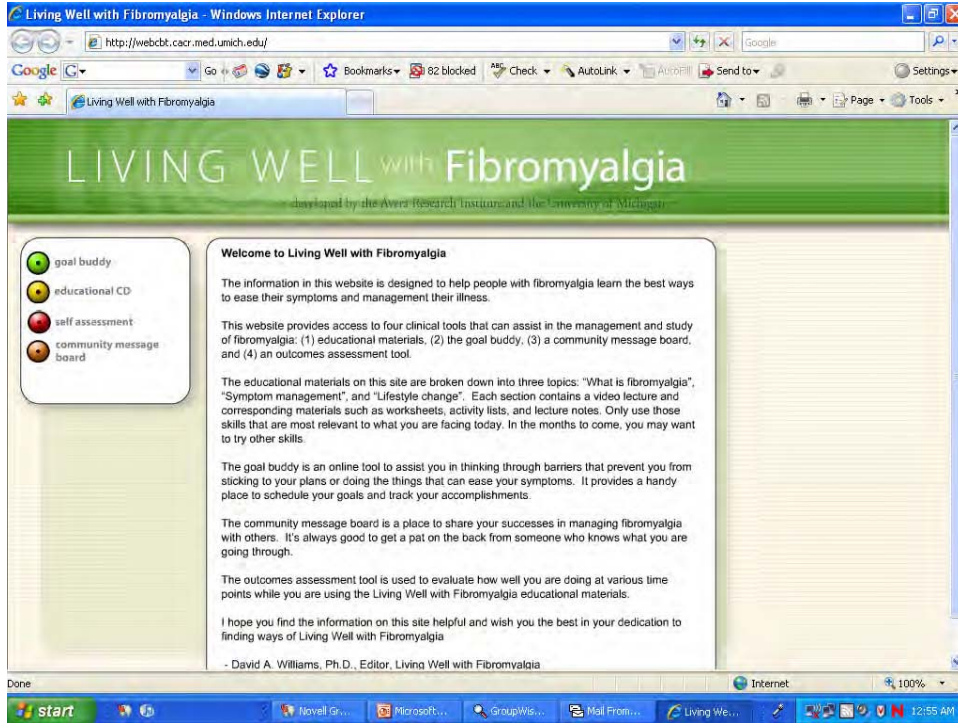 Living Well with Fibromyalgia - Windows Internet Explorer
http://webcbt.cacr.med.umich.edu/
Google
Google G
Go
Bookmarks
82 blocked
ABC Check
AutoLink
AutoFill
Send to
Settings
Living Well with Fibromyalgia
Page
Tools
LIVING WELL with Fibromyalgia
developed by the Avera Research Institute and the University of Michigan
goal buddy
educational CD
self assessment
community message
board
Welcome to Living Well with Fibromyalgia
The information in this website is designed to help people with fibromyalgia learn the best ways
to ease their symptoms and management their illness.
This website provides access to four clinical tools that can assist in the management and study
of fibromyalgia: (1) educational materials, (2) the goal buddy, (3) a community message board,
and (4) an outcomes assessment tool.
The educational materials on this site are broken down into three topics: “What is fibromyalgia”,
“Symptom management”, and “Lifestyle change”. Each section contains a video lecture and
corresponding materials such as worksheets, activity lists, and lecture notes. Only use those
skills that are most relevant to what you are facing today. In the months to come, you may want
to try other skills.
The goal buddy is an online tool to assist you in thinking through barriers that prevent you from
sticking to your plans or doing the things that can ease your symptoms. It provides a handy
place to schedule your goals and track your accomplishments.
The community message board is a place to share your successes in managing fibromyalgia
with others. It's always good to get a pat on the back from someone who knows what you are
going through.
The outcomes assessment tool is used to evaluate how well you are doing at various time
points while you are using the Living Well with Fibromyalgia educational materials.
I hope you find the information on this site helpful and wish you the best in your dedication to
finding ways of Living Well with Fibromyalgia
- David A. Williams, Ph.D., Editor, Living Well with Fibromyalgia
Done
Internet
100%
start
Novell Gr...
Microsoft...
GroupWis...
Mail From...
Living We...
12:55 AM